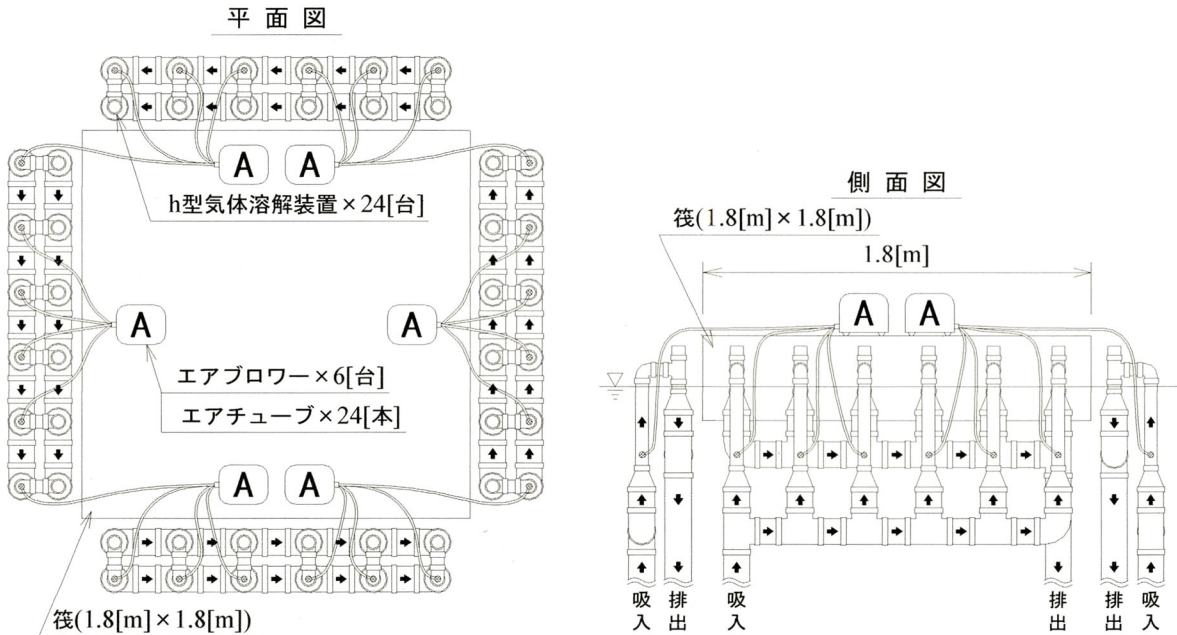 平面図
A A
h型気体溶解装置×24[台]
A A
エアブロワー×6[台]
エアチューブ×24[本]
A A
筏(1.8[m]×1.8[m])
側面図
筏(1.8[m]×1.8[m])
1.8[m]
A A
吸入 排出 吸入 排出 排出 吸入